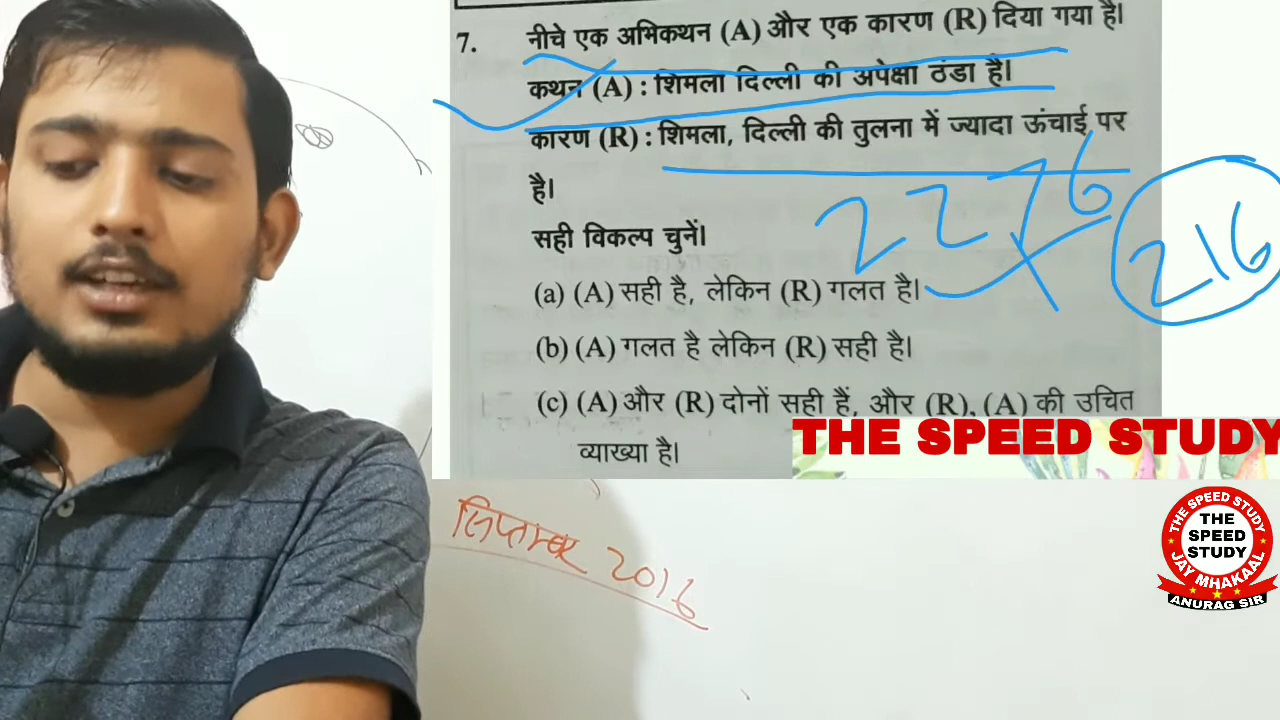 7. नीचे एक अभिकथन (A) और एक कारण (R) दिया गया है।
कथन (A) : शिमला दिल्ली की अपेक्षा ठंडा है।
कारण (R) : शिमला, दिल्ली की तुलना में ज्यादा ऊंचाई पर
है।
सही विकल्प चुनें।
(a) (A) सही है, लेकिन (R) गलत है।
(b) (A) गलत है लेकिन (R) सही है।
(c) (A) और (R) दोनों सही हैं, और (R), (A) की उचित
व्याख्या है।
216
THE SPEED STUDY
सितम्बर 2016
THE SPEED STUDY
THE
SPEED
STUDY
JAY MHAKAAL
ANURAG SIR